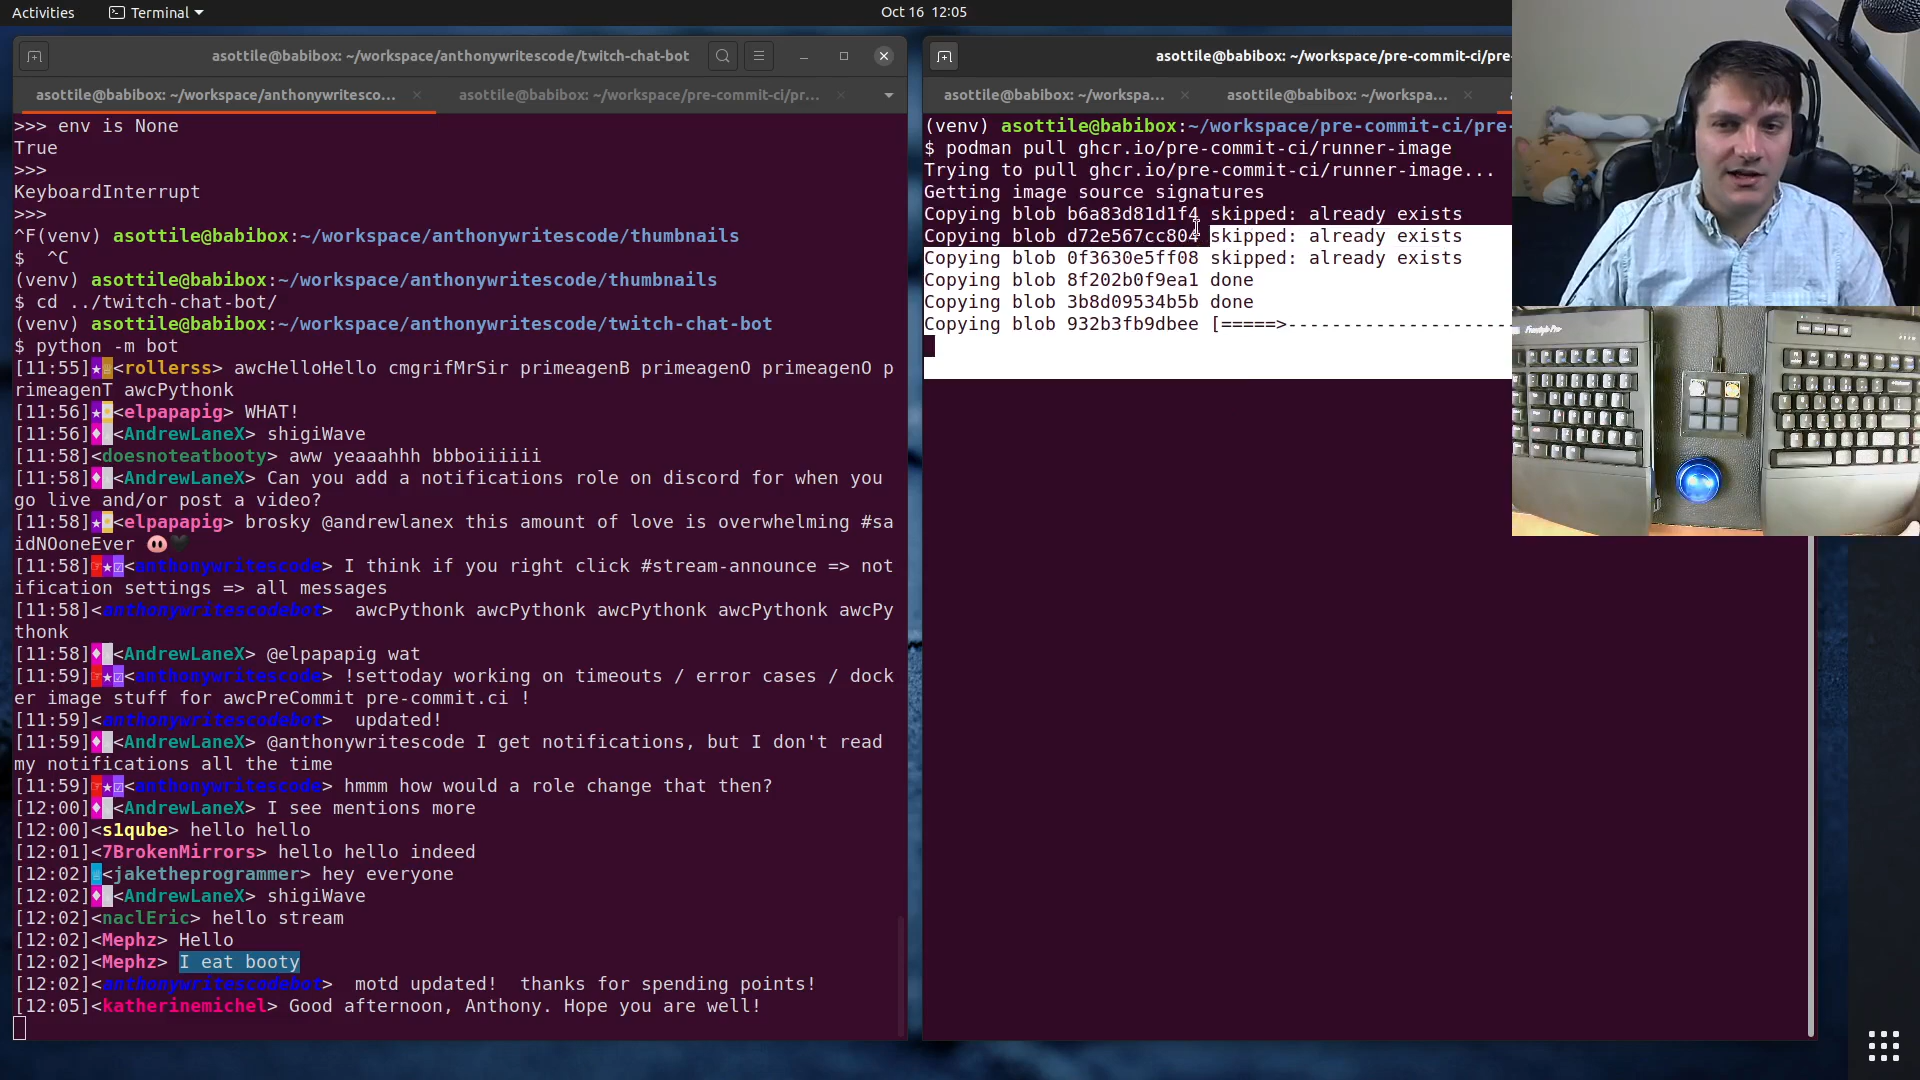 Activities
Terminal
Oct 16 12:05
asottile@babibox: ~/workspace/anthonywritescode/twitch-chat-bot
asottile@babibox: ~/workspace/anthonywritesco...
asottile@babibox: ~/workspace/pre-commit-ci/pr...
>>> env is None
True
>>>
KeyboardInterrupt
>>>
^F(venv) asottile@babibox:~/workspace/anthonywritescode/thumbnails
$ ^C
(venv) asottile@babibox:~/workspace/anthonywritescode/thumbnails
$ cd ../twitch-chat-bot/
(venv) asottile@babibox:~/workspace/anthonywritescode/twitch-chat-bot
$ python -m bot
[11:55]<rollerss> awcHelloHello cmgrifMrSir primeagenB primeagenO primeagenO p
rimeagenT awcPythonk
[11:56]<elpapapig> WHAT!
[11:56]<AndrewLaneX> shigiWave
[11:58]<doesnoteatbooty> aww yeaaahhh bbboiiiiii
[11:58]<AndrewLaneX> Can you add a notifications role on discord for when you
go live and/or post a video?
[11:58]<elpapapig> brosky @andrewlanex this amount of love is overwhelming #sa
idNOoneEver 🐽🖤
[11:58]<anthonywritescode> I think if you right click #stream-announce => not
ification settings => all messages
[11:58]<anthonywritescodebot> awcPythonk awcPythonk awcPythonk awcPythonk awcPy
thonk
[11:58]<AndrewLaneX> @elpapapig wat
[11:59]<anthonywritescode> !settoday working on timeouts / error cases / dock
er image stuff for awcPreCommit pre-commit.ci !
[11:59]<anthonywritescodebot> updated!
[11:59]<AndrewLaneX> @anthonywritescode I get notifications, but I don't read
my notifications all the time
[11:59]<anthonywritescode> hmmm how would a role change that then?
[12:00]<AndrewLaneX> I see mentions more
[12:00]<s1qube> hello hello
[12:01]<7BrokenMirrors> hello hello indeed
[12:02]<jaketheprogrammer> hey everyone
[12:02]<AndrewLaneX> shigiWave
[12:02]<naclEric> hello stream
[12:02]<Mephz> Hello
[12:02]<Mephz> I eat booty
[12:02]<anthonywritescodebot> motd updated! thanks for spending points!
[12:05]<katherinemichel> Good afternoon, Anthony. Hope you are well!
asottile@babibox: ~/workspace/pre-commit-ci/pre-
asottile@babibox: ~/workspa...
asottile@babibox: ~/workspa...
(venv) asottile@babibox:~/workspace/pre-commit-ci/pre-
$ podman pull ghcr.io/pre-commit-ci/runner-image
Trying to pull ghcr.io/pre-commit-ci/runner-image...
Getting image source signatures
Copying blob b6a83d81d1f4 skipped: already exists
Copying blob d72e567cc804 skipped: already exists
Copying blob 0f3630e5ff08 skipped: already exists
Copying blob 8f202b0f9ea1 done
Copying blob 3b8d09534b5b done
Copying blob 932b3fb9dbee [=====>---------------------
Freestyle Pro